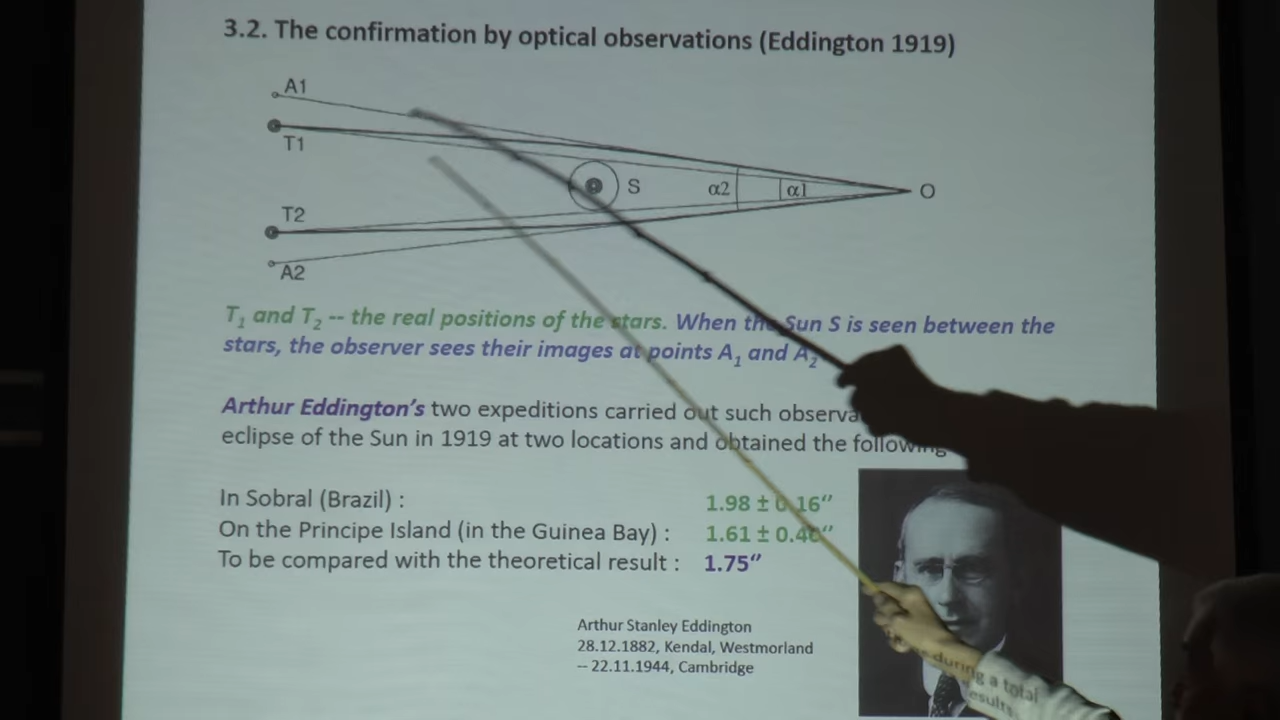 3.2. The confirmation by optical observations (Eddington 1919)
A1
T1
S
α2
α1
O
T2
A2
T1 and T2 -- the real positions of the stars. When the Sun S is seen between the
stars, the observer sees their images at points A1 and A2
Arthur Eddington's two expeditions carried out such
eclipse of the Sun in 1919 at two locations and obtained the following
during a total
In Sobral (Brazil) : 1.98 ± 0.16″
On the Principe Island (in the Guinea Bay) : 1.61 ±
To be compared with the theoretical result : 1.75″
Arthur Stanley Eddington
28.12.1882, Kendal, Westmorland
-- 22.11.1944, Cambridge